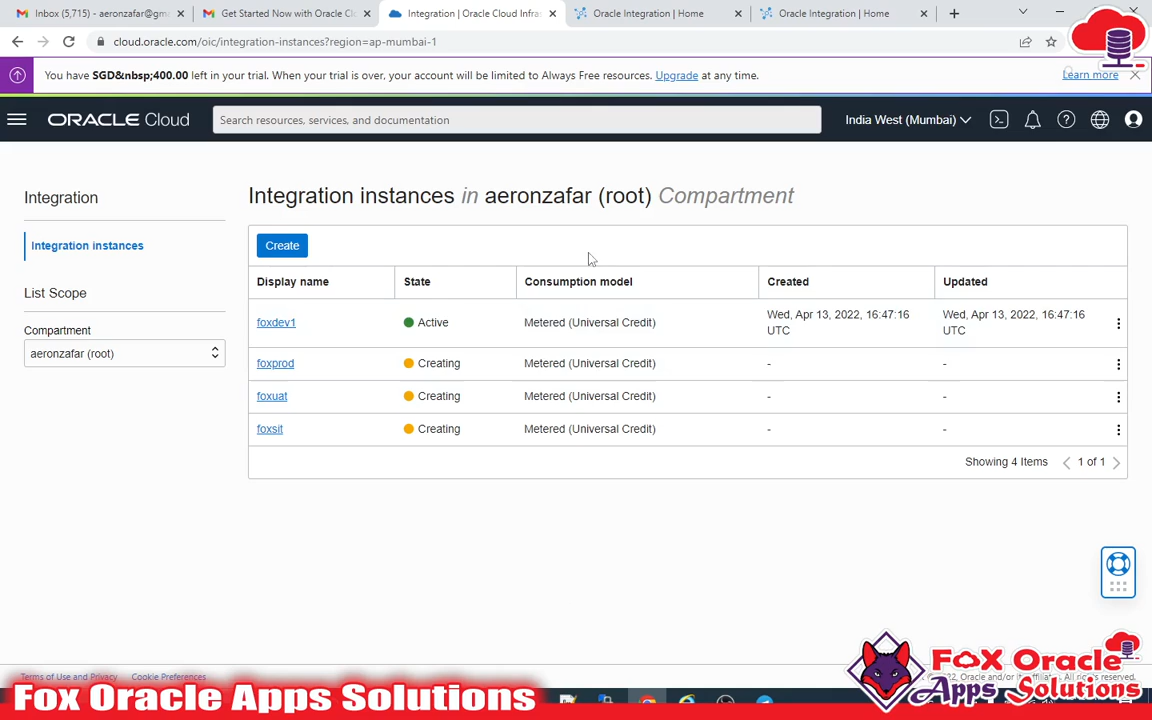 Inbox (5,715) - aeronzafar@gm
Get Started Now with Oracle Cl
Integration | Oracle Cloud Infras
Oracle Integration | Home
Oracle Integration | Home
cloud.oracle.com/oic/integration-instances?region=ap-mumbai-1
You have SGD&nbsp;400.00 left in your trial. When your trial is over, your account will be limited to Always Free resources. Upgrade at any time.
Learn more
ORACLE Cloud
Search resources, services, and documentation
India West (Mumbai)
Integration
Integration instances
List Scope
Compartment
aeronzafar (root)
Integration instances in aeronzafar (root) Compartment
Create
Display name State Consumption model Created Updated
foxdev1 Active Metered (Universal Credit) Wed, Apr 13, 2022, 16:47:16 UTC Wed, Apr 13, 2022, 16:47:16 UTC
foxprod Creating Metered (Universal Credit) - -
foxuat Creating Metered (Universal Credit) - -
foxsit Creating Metered (Universal Credit) - -
Showing 4 Items 1 of 1
Terms of Use and Privacy Cookie Preferences
2022, Oracle and/or its affiliates.
Fox Oracle Apps Solutions
FOX Oracle
Apps Solutions